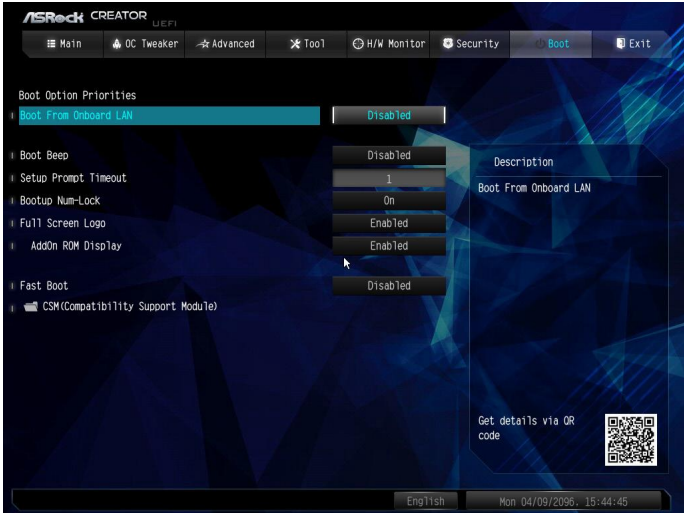 ASRock CREATOR UEFI
Main OC Tweaker Advanced Tool H/W Monitor Security Boot Exit
Boot Option Priorities
Boot From Onboard LAN Disabled
Boot Beep Disabled
Setup Prompt Timeout 1
Bootup Num-Lock On
Full Screen Logo Enabled
AddOn ROM Display Enabled
Fast Boot Disabled
CSM(Compatibility Support Module)
Description
Boot From Onboard LAN
Get details via QR
code
English Mon 04/09/2096. 15:44:45